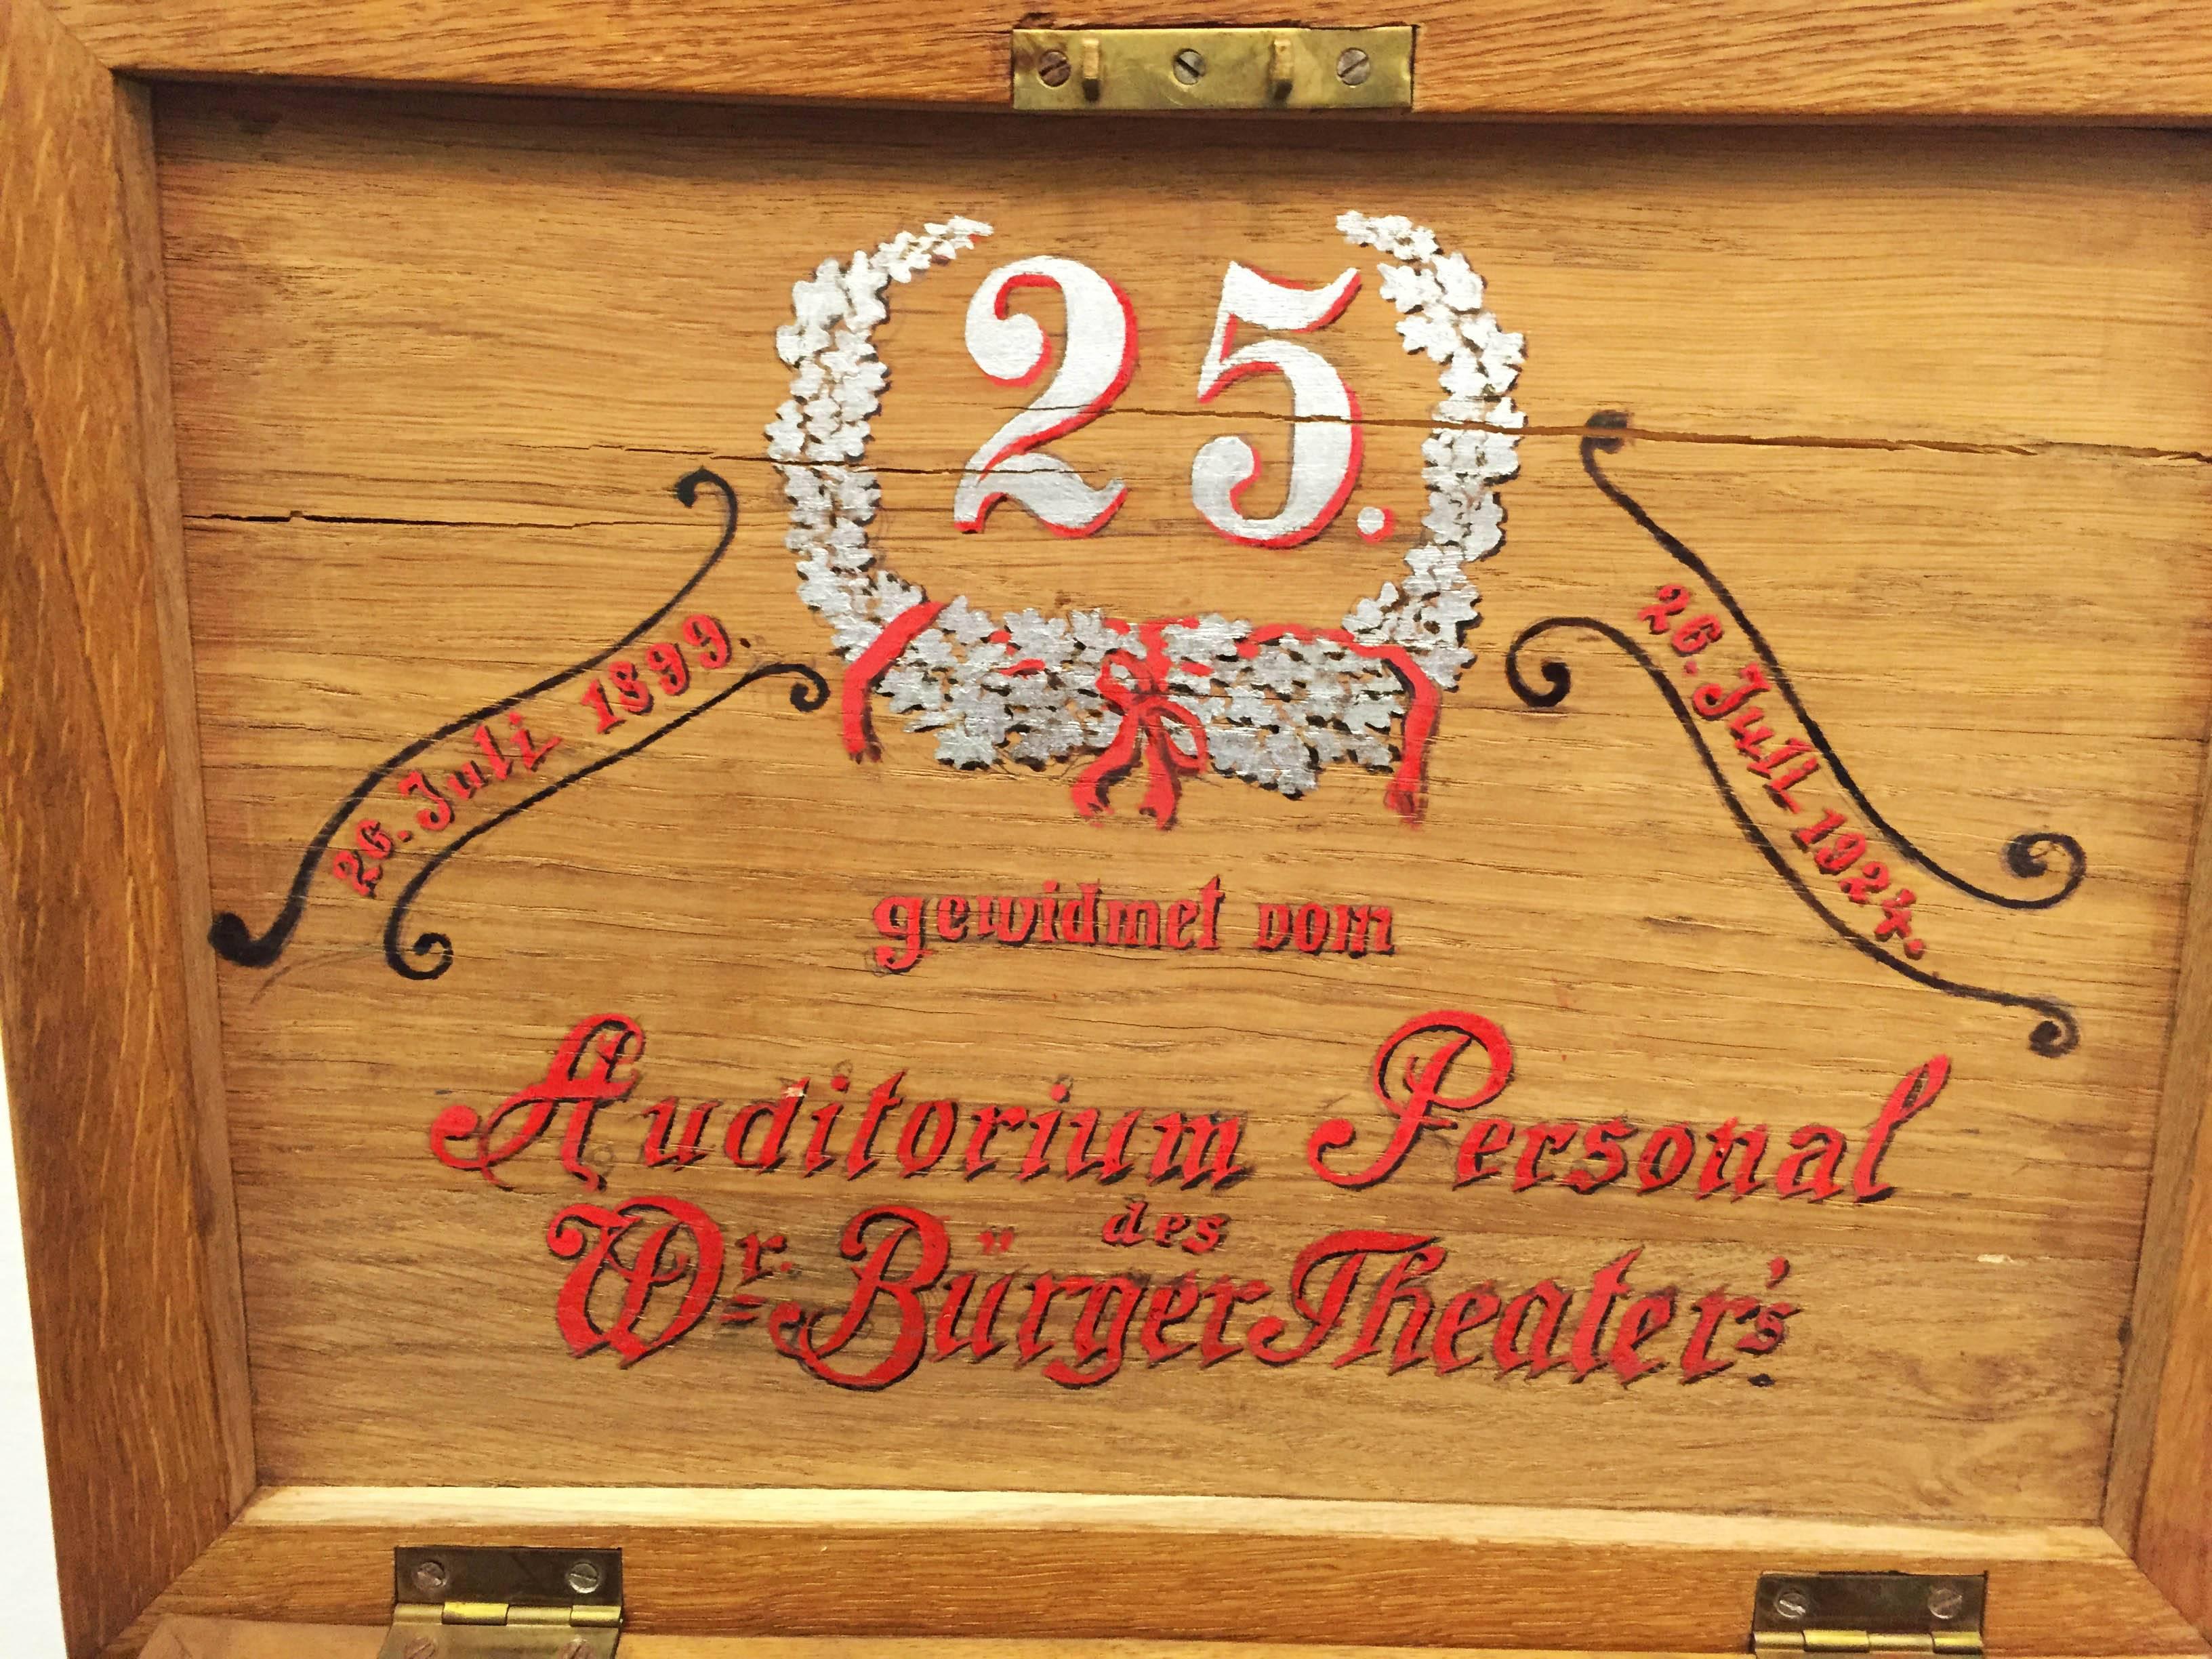 25.
26. Juli 1899.
26. Juli 1924.
gewidmet vom
Auditorium Personal
des
Wr. Bürger Theater's.